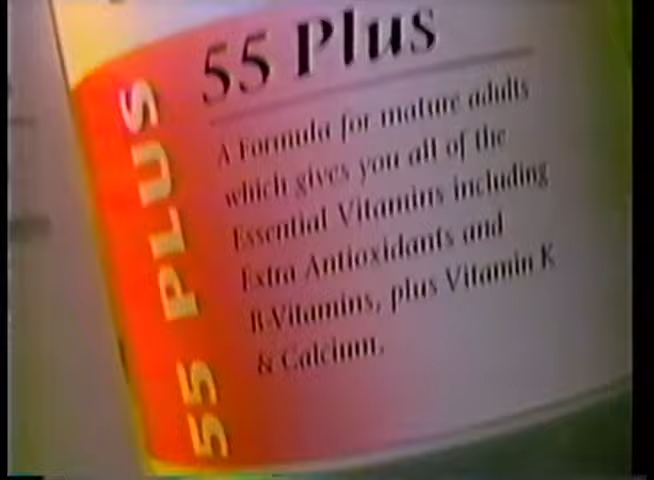 55 Plus
A Formula for mature adults
which gives you all of the
Essential Vitamins including
Extra Antioxidants and
B-Vitamins, plus Vitamin K
& Calcium.
55 PLUS